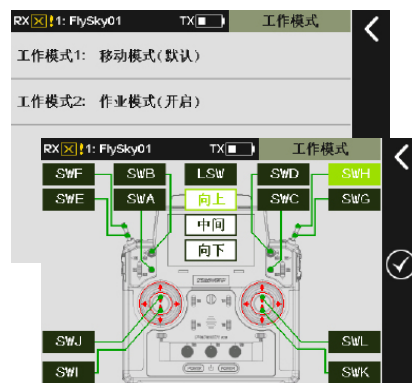 RX ! 1: FlySky01 TX 工作模式
工作模式1: 移动模式(默认)
工作模式2: 作业模式(开启)
RX ! 1: FlySky01 TX 工作模式
SWF SWB LSW SWD SWH
SWE SWA 向上 SWC SWG
中间
向下
SWJ SWL
SWI SWK